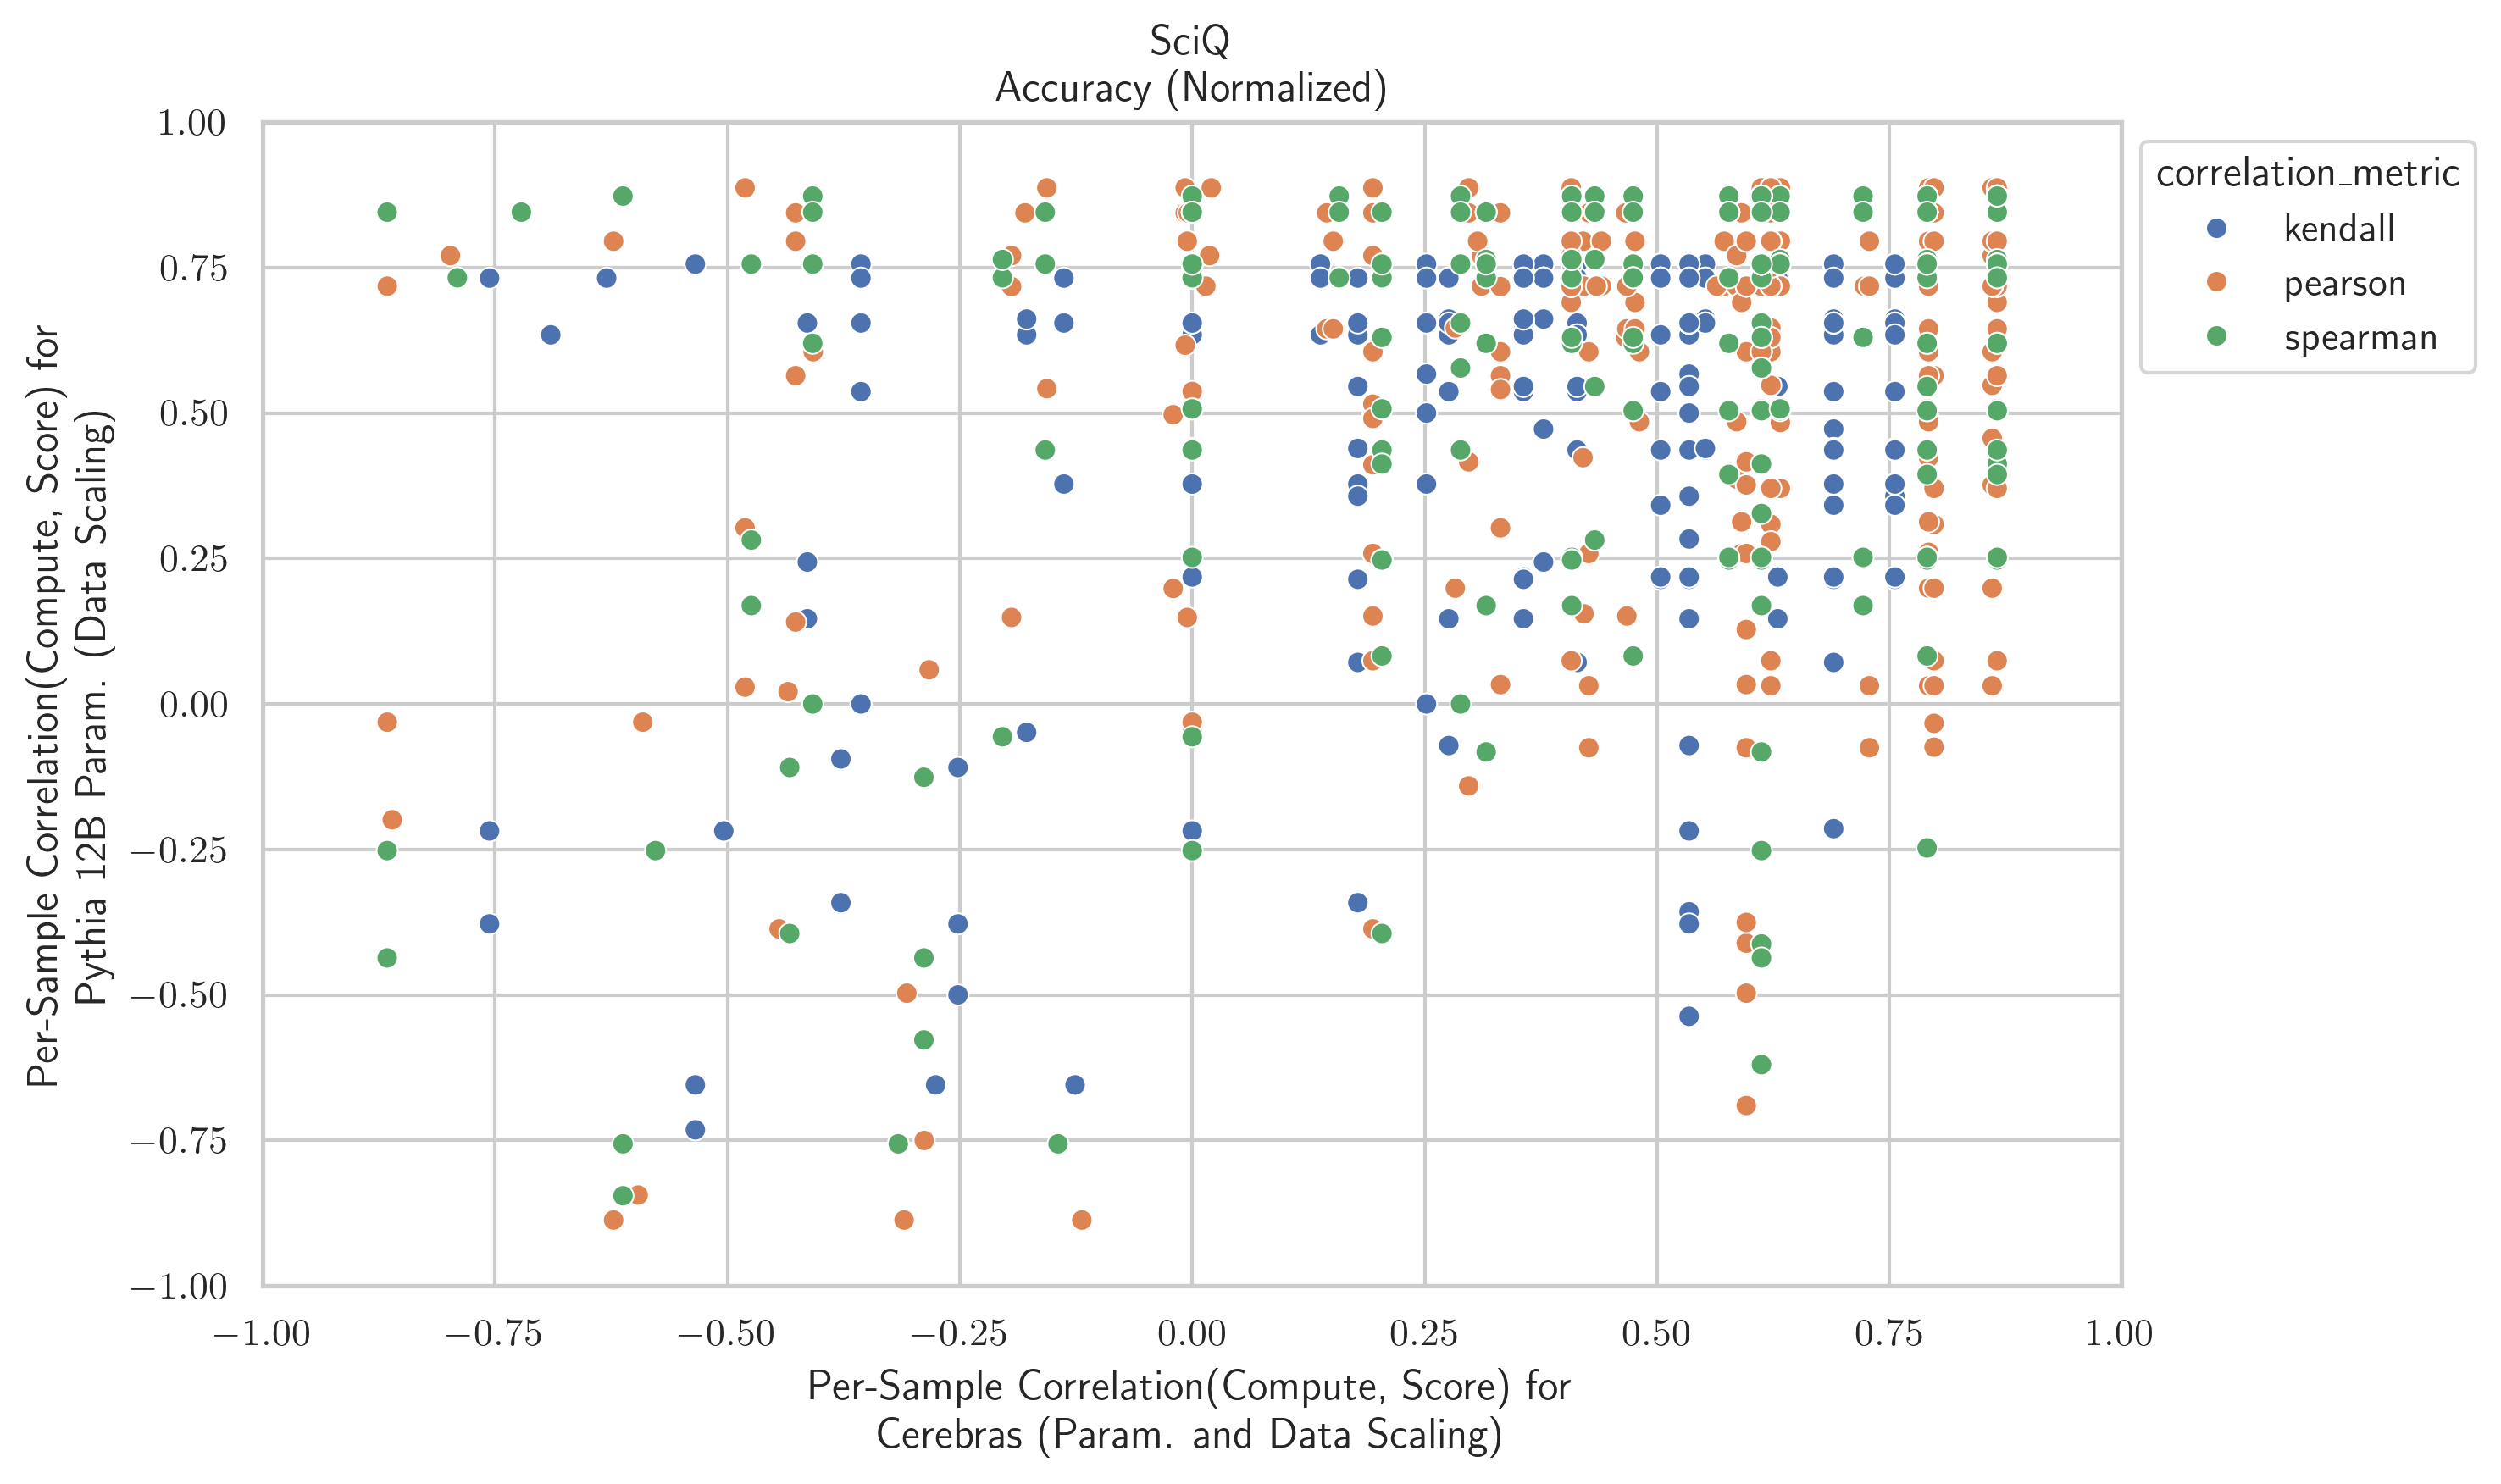 SciQ
Accuracy (Normalized)
1.00
0.75
0.50
0.25
0.00
−0.25
−0.50
−0.75
−1.00
−1.00 −0.75 −0.50 −0.25 0.00 0.25 0.50 0.75 1.00
Per-Sample Correlation(Compute, Score) for
Cerebras (Param. and Data Scaling)
Per-Sample Correlation(Compute, Score) for
Pythia 12B Param. (Data Scaling)
correlation_metric
kendall
pearson
spearman